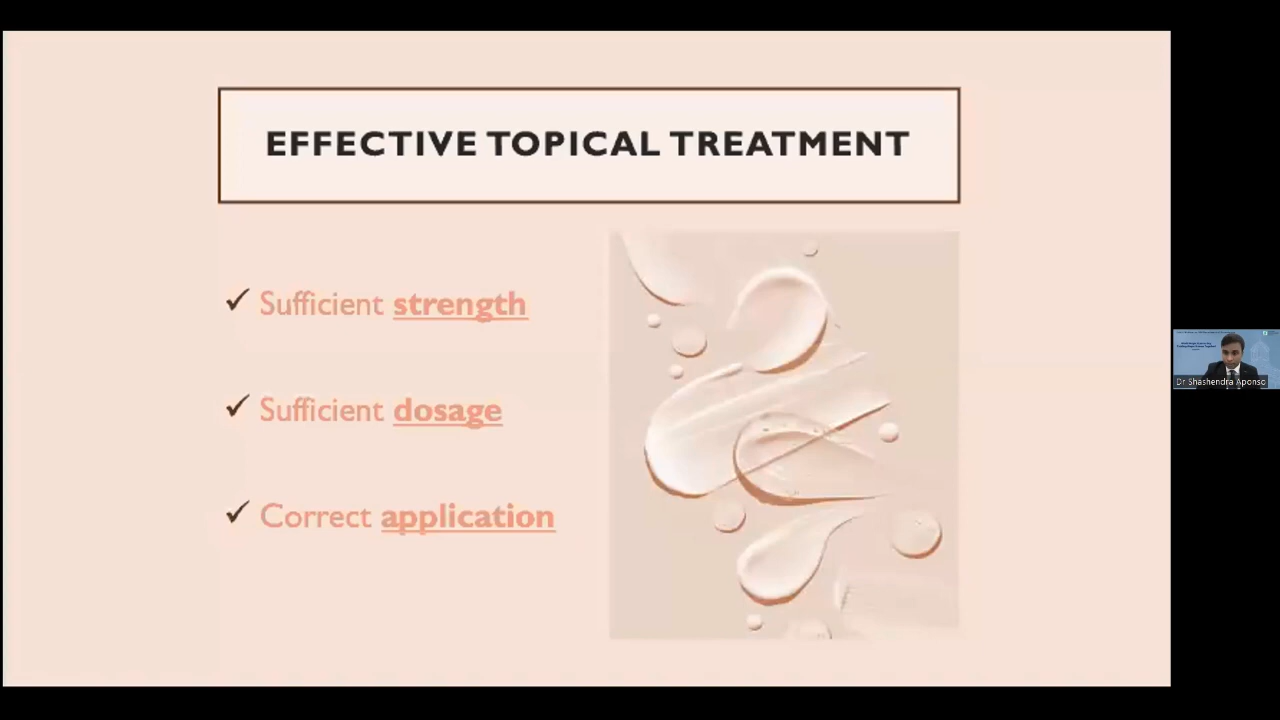 EFFECTIVE TOPICAL TREATMENT
✓ Sufficient strength
✓ Sufficient dosage
✓ Correct application
Dr Shashendra Aponso